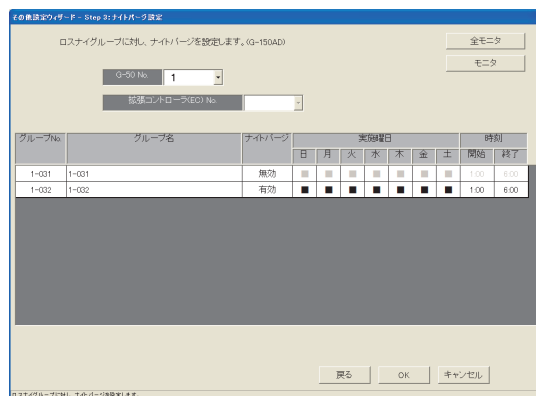 その他設定ウィザード - Step 3:ナイトパージ設定
ロスナイグループに対し、ナイトパージを設定します。(G-150AD)
全モニタ
モニタ
G-50 No. 1
拡張コントローラ(EC) No.
グループNo. グループ名 ナイトパージ 実施曜日 時刻
日 月 火 水 木 金 土 開始 終了
1-031 1-031 無効 ■ ■ ■ ■ ■ ■ ■ 1:00 6:00
1-032 1-032 有効 ■ ■ ■ ■ ■ ■ ■ 1:00 6:00
戻る OK キャンセル
ロスナイグループに対し、ナイトパージを設定します。